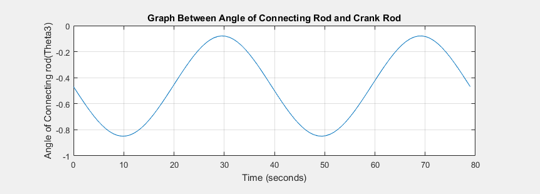 Graph Between Angle of Connecting Rod and Crank Rod
Angle of Connecting rod(Theta3)
0
-0.2
-0.4
-0.6
-0.8
-1
0 10 20 30 40 50 60 70 80
Time (seconds)